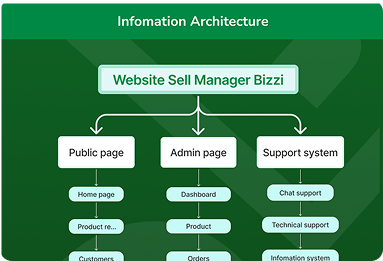 Infomation Architecture
Website Sell Manager Bizzi
Public page
Admin page
Support system
Home page
Dashboard
Chat support
Product re...
Product
Technical support
Customers
Orders
Infomation system